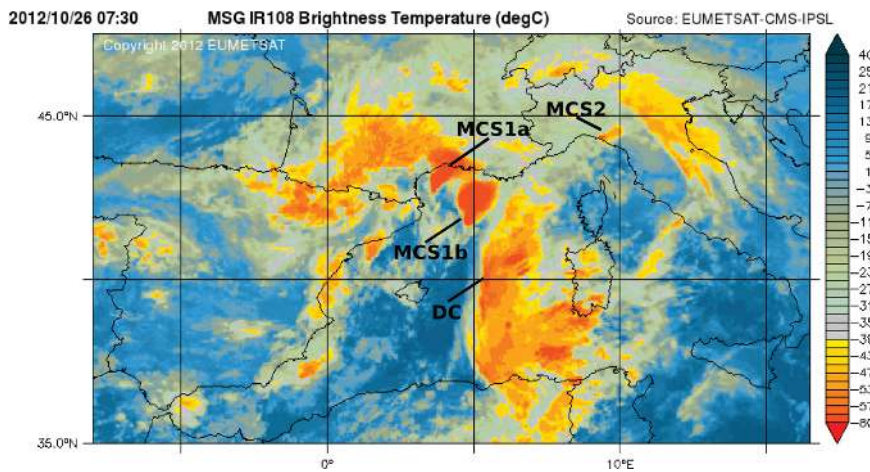 2012/10/26 07:30 MSG IR108 Brightness Temperature (degC) Source: EUMETSAT-CMS-IPSL
Copyright 2012 EUMETSAT
MCS2
MCS1a
MCS1b
DC
45.0°N
35.0°N
0°
10°E
40
25
21
17
13
9
5
1
-3
-7
-11
-15
-19
-23
-27
-31
-35
-39
-43
-47
-53
-57
-80